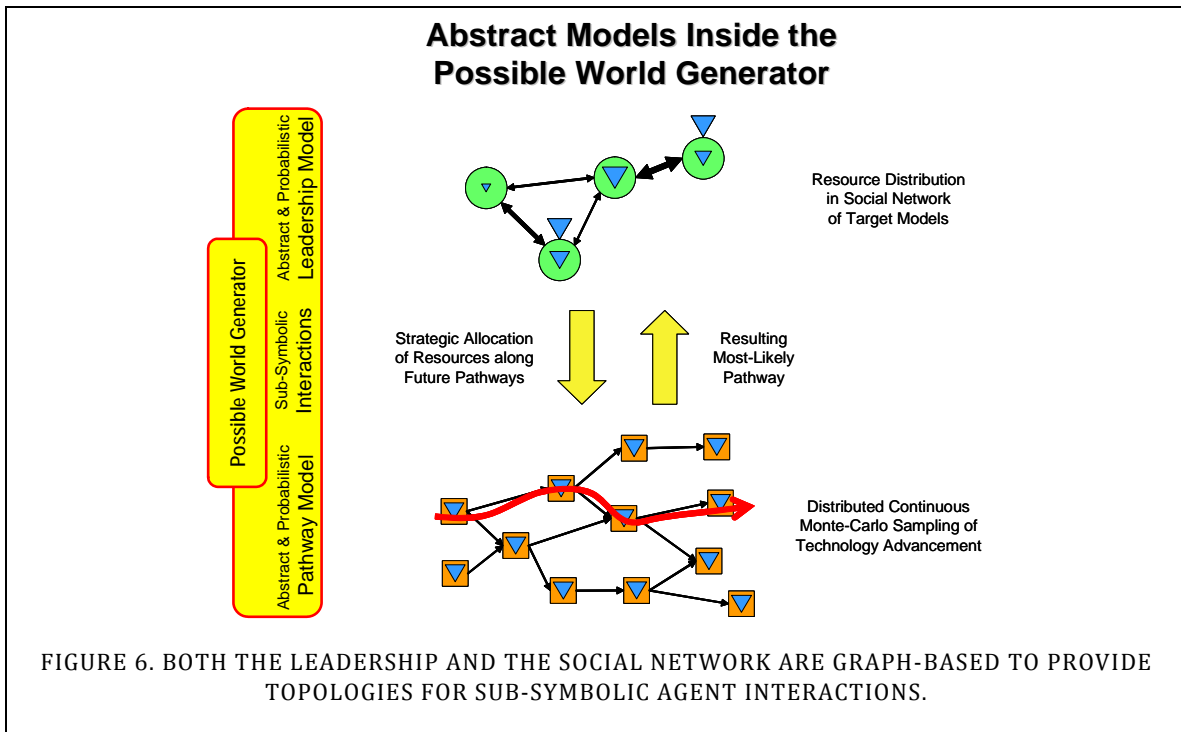 Abstract Models Inside the
Possible World Generator
Possible World Generator
Abstract & Probabilistic
Leadership Model
Sub-Symbolic
Interactions
Abstract & Probabilistic
Pathway Model
Resource Distribution
in Social Network
of Target Models
Strategic Allocation
of Resources along
Future Pathways
Resulting
Most-Likely
Pathway
Distributed Continuous
Monte-Carlo Sampling of
Technology Advancement
FIGURE 6. BOTH THE LEADERSHIP AND THE SOCIAL NETWORK ARE GRAPH-BASED TO PROVIDE
TOPOLOGIES FOR SUB-SYMBOLIC AGENT INTERACTIONS.